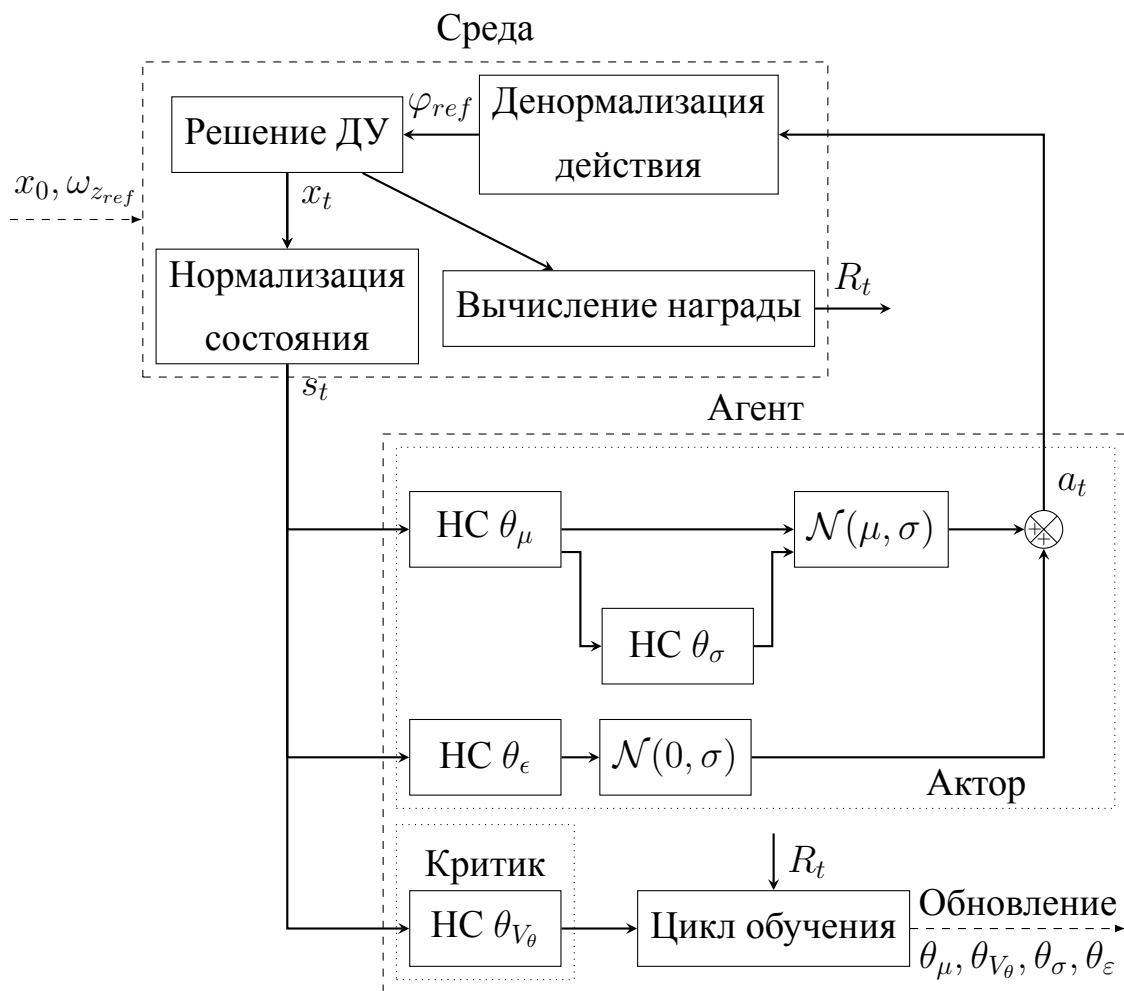 Среда
Решение ДУ
φ_ref
Денормализация
действия
x_0, ω_{z_ref}
x_t
Нормализация
состояния
Вычисление награды
R_t
s_t
Агент
НС θ_μ
𝒩(μ, σ)
a_t
+
+
НС θ_σ
НС θ_ϵ
𝒩(0, σ)
Актор
Критик
НС θ_{V_θ}
R_t
Цикл обучения
Обновление
θ_μ, θ_{V_θ}, θ_σ, θ_ε